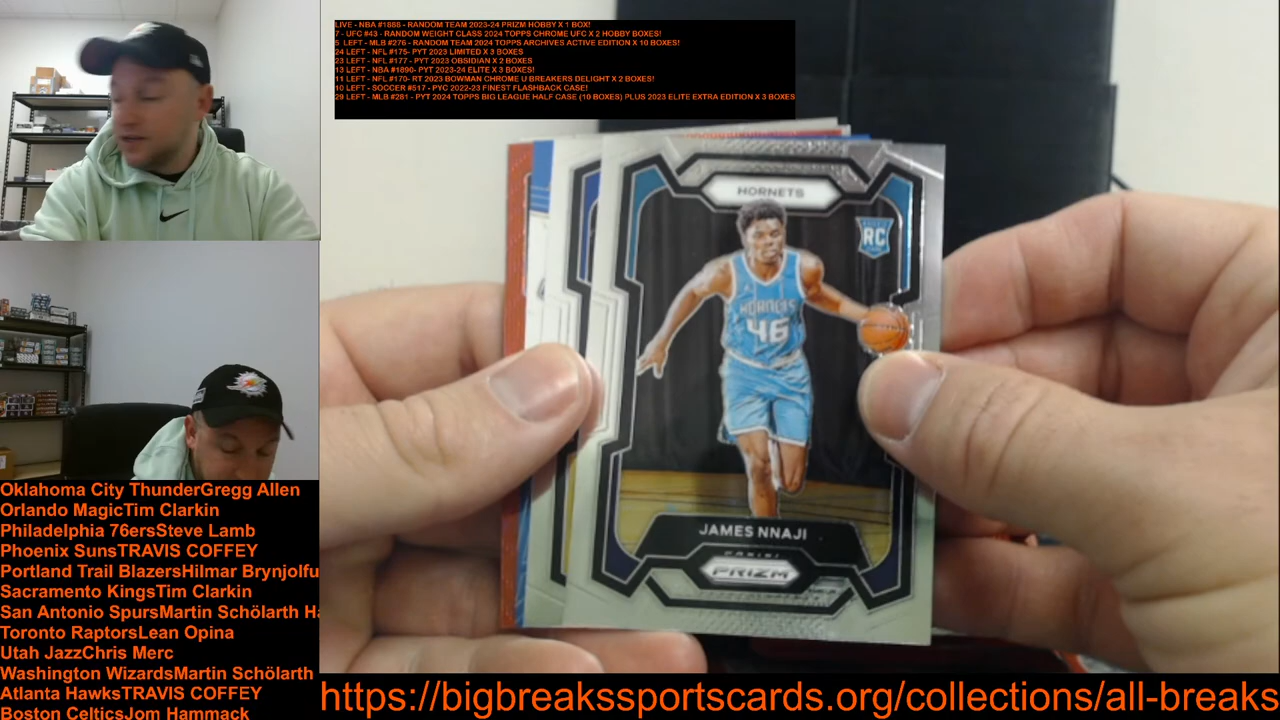 LIVE - NBA #1888 - RANDOM TEAM 2023-24 PRIZM HOBBY X 1 BOX!
7 - UFC #43 - RANDOM WEIGHT CLASS 2024 TOPPS CHROME UFC X 2 HOBBY BOXES!
5 LEFT - MLB #276 - RANDOM TEAM 2024 TOPPS ARCHIVES ACTIVE EDITION X 10 BOXES!
24 LEFT - NFL #175- PYT 2023 LIMITED X 3 BOXES
23 LEFT - NFL #177 - PYT 2023 OBSIDIAN X 2 BOXES
13 LEFT - NBA #1890- PYT 2023-24 ELITE X 3 BOXES!
11 LEFT - NFL #170- RT 2023 BOWMAN CHROME U BREAKERS DELIGHT X 2 BOXES!
10 LEFT - SOCCER #517 - PYC 2022-23 FINEST FLASHBACK CASE!
29 LEFT - MLB #281 - PYT 2024 TOPPS BIG LEAGUE HALF CASE (10 BOXES) PLUS 2023 ELITE EXTRA EDITION X 3 BOXES
HORNETS
RC
HORNETS
46
JAMES NNAJI
PANINI
PRIZM
Oklahoma City ThunderGregg Allen
Orlando MagicTim Clarkin
Philadelphia 76ersSteve Lamb
Phoenix SunsTRAVIS COFFEY
Portland Trail BlazersHilmar Brynjolfu
Sacramento KingsTim Clarkin
San Antonio SpursMartin Schölarth Ha
Toronto RaptorsLean Opina
Utah JazzChris Merc
Washington WizardsMartin Schölarth
Atlanta HawksTRAVIS COFFEY
Boston CelticsJom Hammack
https://bigbreakssportscards.org/collections/all-breaks